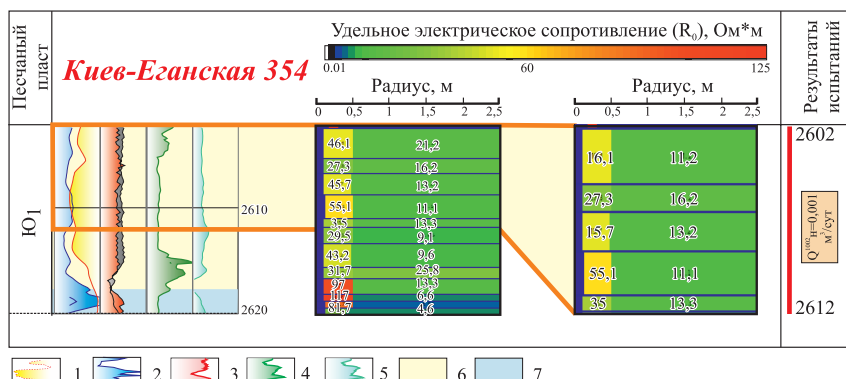 Песчаный
пласт
Киев-Еганская 354
Удельное электрическое сопротивление (R₀), Ом*м
0.01 60 125
Радиус, м
0 0,5 1 1,5 2 2,5
Радиус, м
0 0,5 1 1,5 2 2,5
Результаты
испытаний
Ю₁
2610
2620
46,1 21,2
27,3 16,2
45,7 13,2
55,1 11,1
3,5 13,3
29,5 9,1
43,2 9,6
31,7 25,8
97 13,3
117 6,6
81,7 4,6
16,1 11,2
27,3 16,2
15,7 13,2
55,1 11,1
35 13,3
2602
Q¹⁰⁰²н=0,001
м³/сут
2612
1 2 3 4 5 6 7